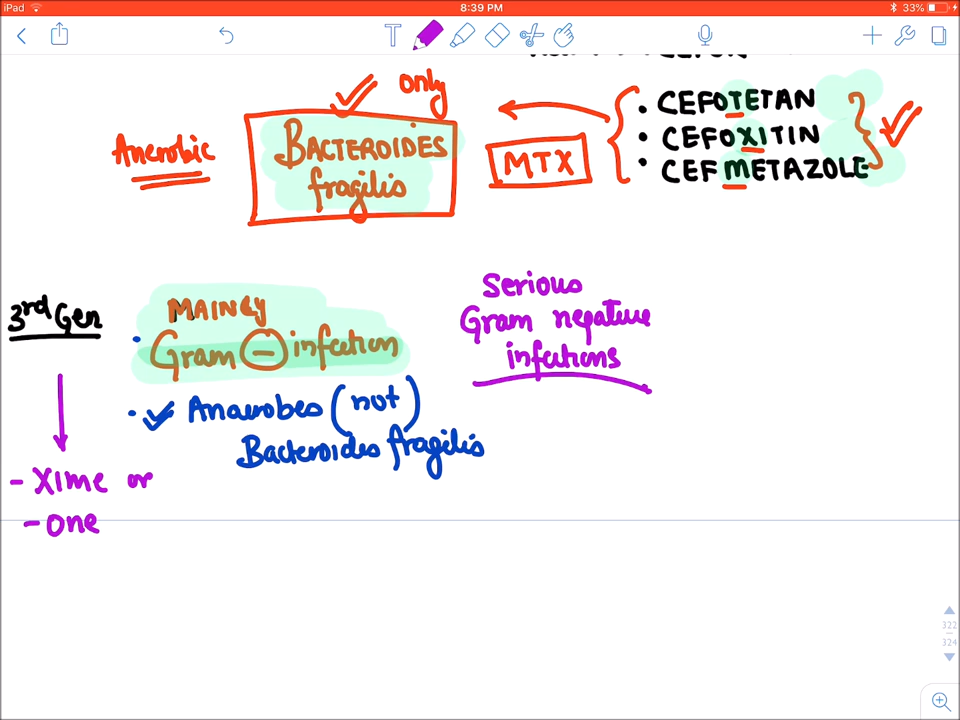 iPad 8:39 PM 33%
T
only
• CEFOTETAN
Anerobic
BACTEROIDES
fragilis
MTX
• CEFOXITIN
• CEFMETAZOLE
3rd Gen
MAINLY
• Gram - infection
Serious
Gram negative
infections
• Anaerobes (not)
Bacteroides fragilis
- XIme or
- One
322
324